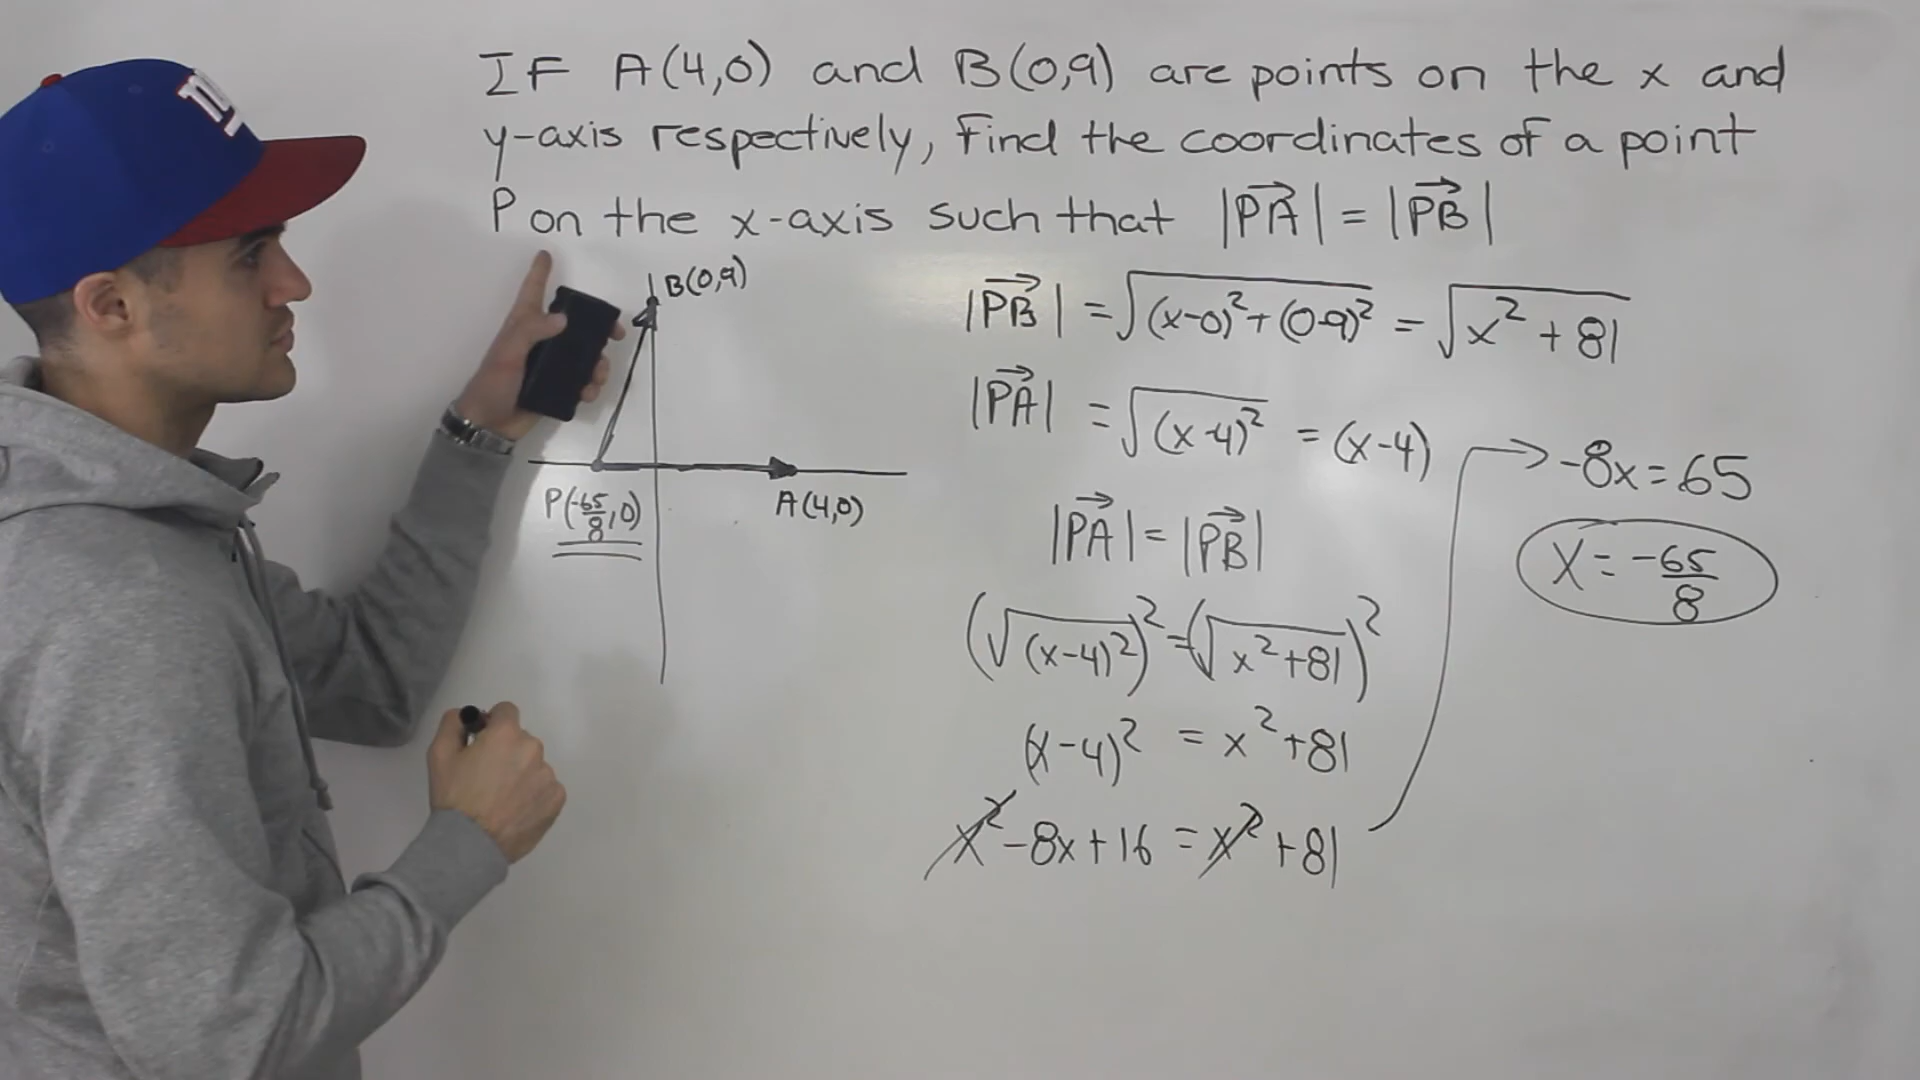 IF A(4,0) and B(0,9) are points on the x and
y-axis respectively, Find the coordinates of a point
P on the x-axis such that |PA⃗| = |PB⃗|
B(0,9)
P(-65/8, 0)
A(4,0)
|PB⃗| = √((x-0)²+(0-9)²) = √(x²+81)
|PA⃗| = √((x-4)²) = (x-4)
|PA⃗| = |PB⃗|
(√((x-4)²))² = (√(x²+81))²
(x-4)² = x²+81
x²-8x+16 = x²+81
-8x=65
x = -65/8
ny